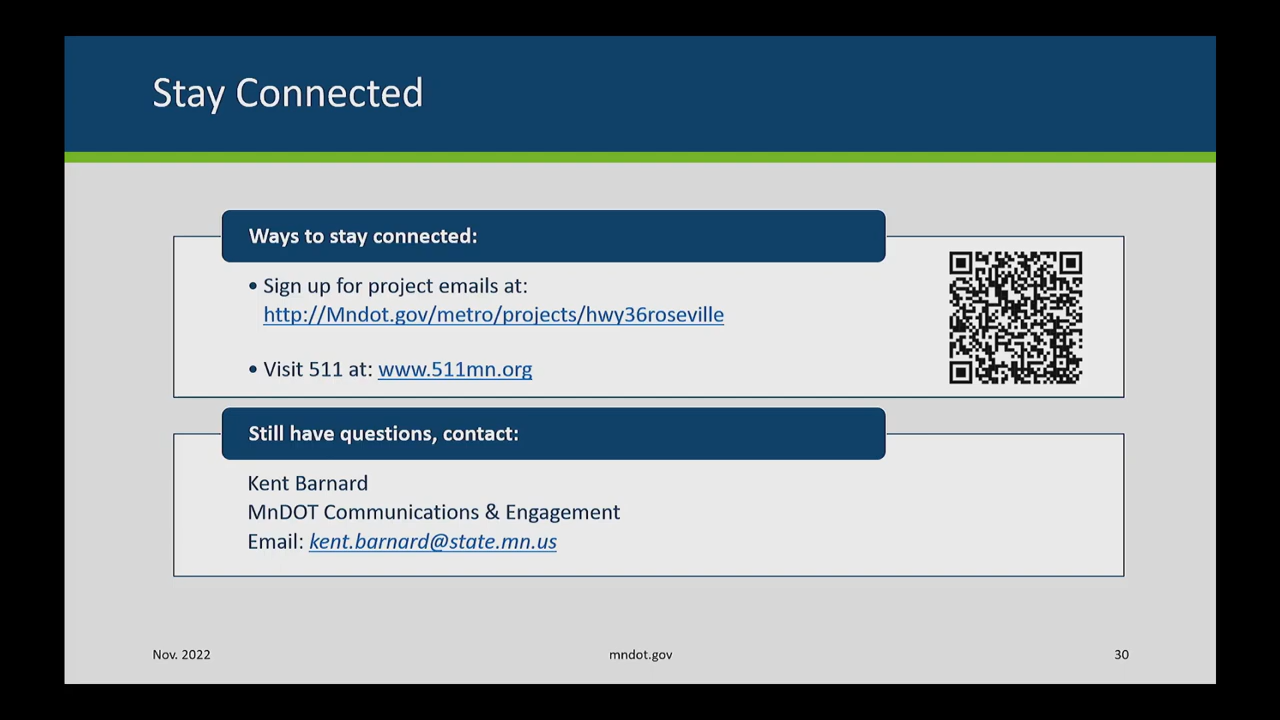 Stay Connected
Ways to stay connected:
• Sign up for project emails at:
http://Mndot.gov/metro/projects/hwy36roseville
• Visit 511 at: www.511mn.org
Still have questions, contact:
Kent Barnard
MnDOT Communications & Engagement
Email: kent.barnard@state.mn.us
Nov. 2022
mndot.gov
30